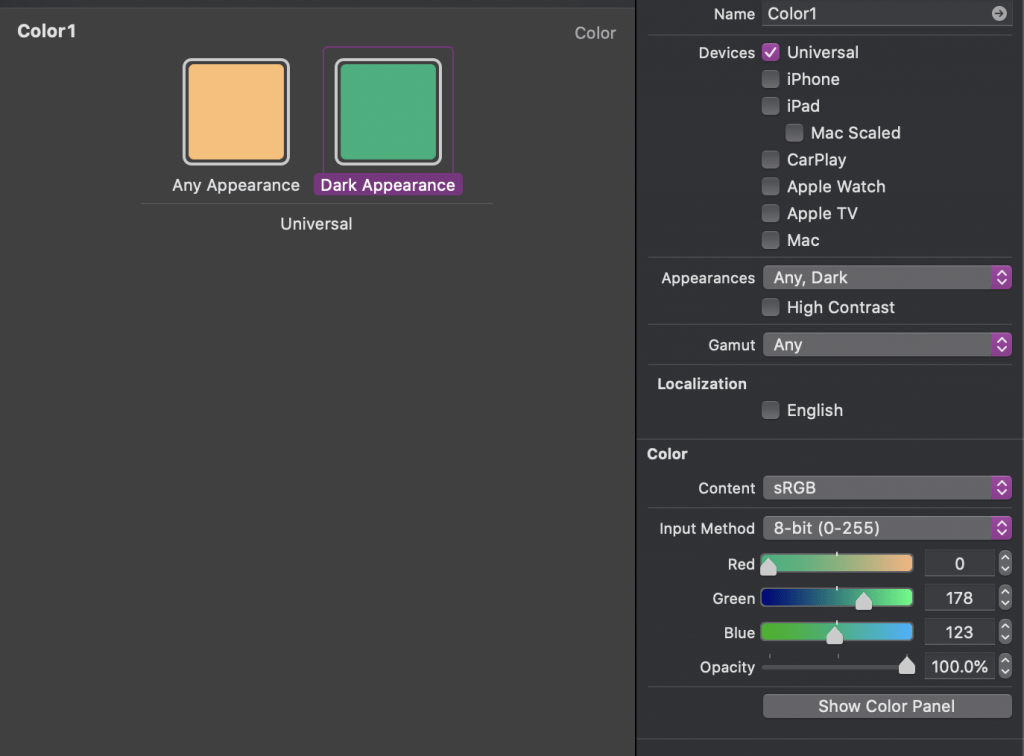 Color1
Color
Any Appearance
Dark Appearance
Universal
Name Color1
Devices Universal
iPhone
iPad
Mac Scaled
CarPlay
Apple Watch
Apple TV
Mac
Appearances Any, Dark
High Contrast
Gamut Any
Localization
English
Color
Content sRGB
Input Method 8-bit (0-255)
Red 0
Green 178
Blue 123
Opacity 100.0%
Show Color Panel